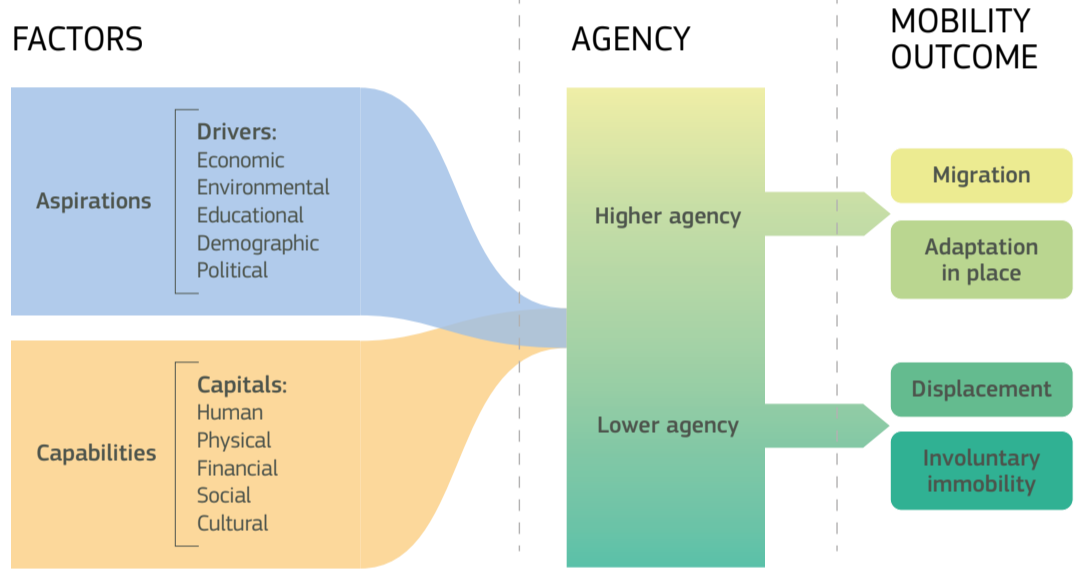 FACTORS
Aspirations
Drivers:
Economic
Environmental
Educational
Demographic
Political
Capabilities
Capitals:
Human
Physical
Financial
Social
Cultural
AGENCY
Higher agency
Lower agency
MOBILITY
OUTCOME
Migration
Adaptation
in place
Displacement
Involuntary
immobility